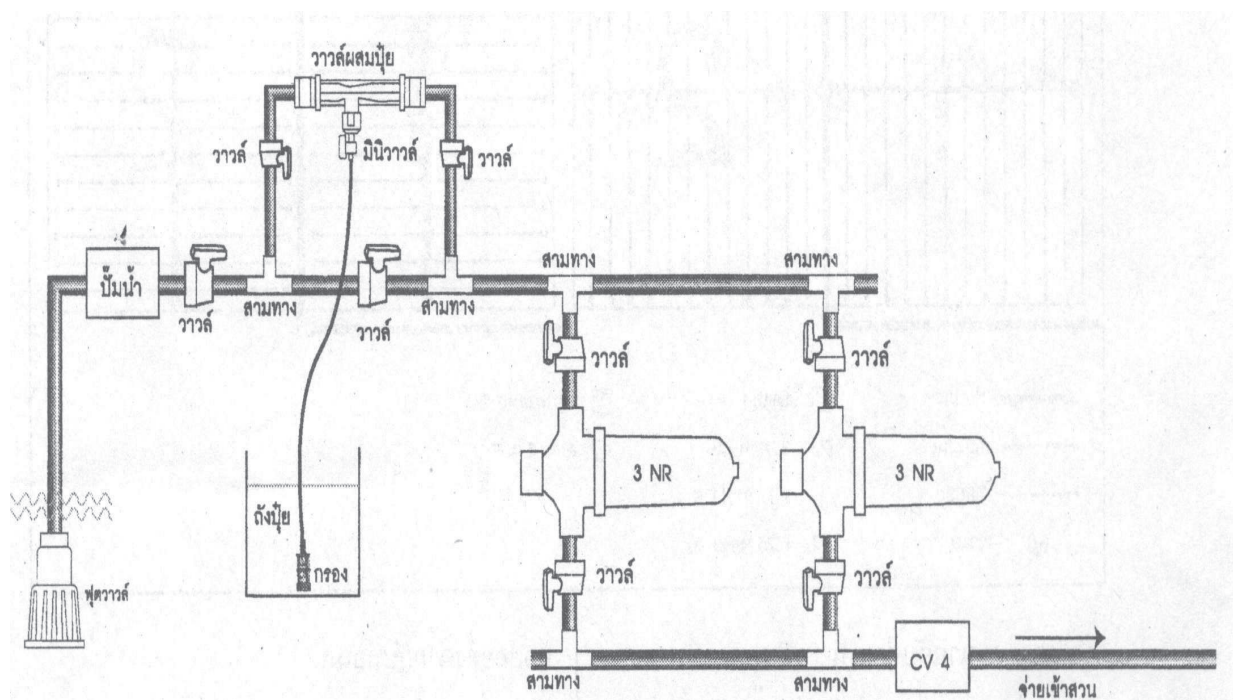 วาวล์ผสมปุ๋ย
วาวล์
มินิวาวล์
วาวล์
ปั๊มน้ำ
วาวล์
สามทาง
วาวล์
สามทาง
สามทาง
สามทาง
วาวล์
วาวล์
3 NR
3 NR
ถังปุ๋ย
กรอง
วาวล์
วาวล์
ฟุตวาวล์
สามทาง
สามทาง
CV 4
จ่ายเข้าสวน